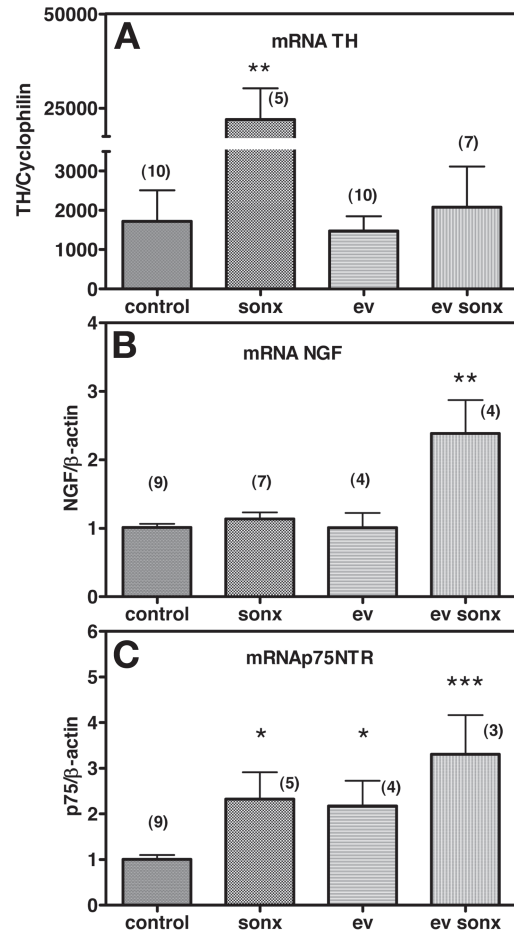 50000
A
mRNA TH
**
(5)
25000
(7)
(10)
3000
(10)
2000
1000
0
TH/Cyclophilin
control sonx ev ev sonx
4
B
mRNA NGF
**
3
(4)
(9)
(7)
(4)
2
1
0
NGF/β-actin
control sonx ev ev sonx
6
C
mRNAp75NTR
5
***
4
*
*
(3)
3
(5)
(4)
(9)
2
1
0
p75/β-actin
control sonx ev ev sonx